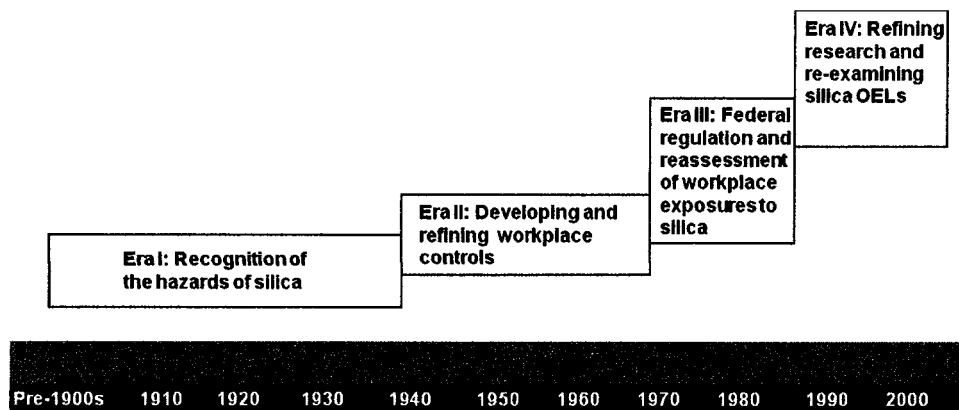 Era I: Recognition of
the hazards of silica
Era II: Developing and
refining workplace
controls
Era III: Federal
regulation and
reassessment
of workplace
exposures to
silica
Era IV: Refining
research and
re-examining
silica OELs
Pre-1900s 1910 1920 1930 1940 1950 1960 1970 1980 1990 2000